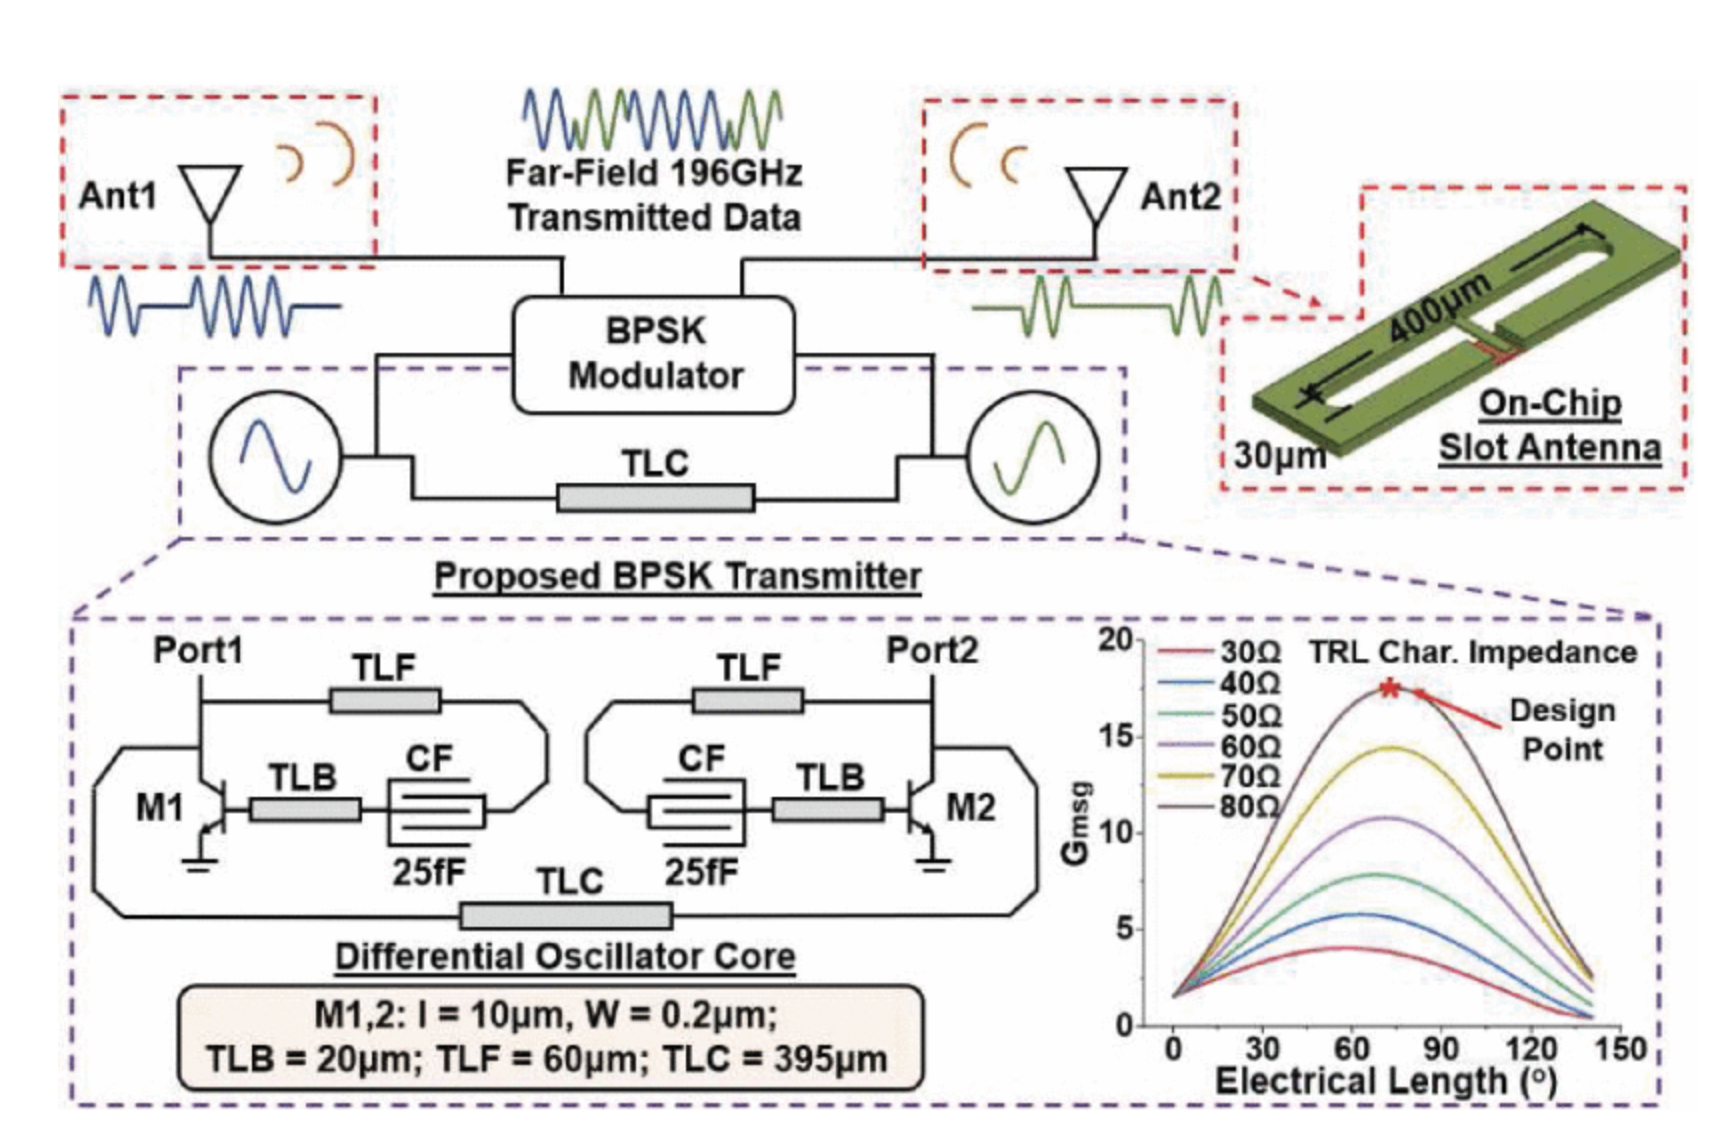 Ant1
Far-Field 196GHz
Transmitted Data
Ant2
BPSK
Modulator
TLC
400μm
30μm
On-Chip
Slot Antenna
Proposed BPSK Transmitter
Port1
TLF
TLB
CF
M1
25fF
Port2
TLF
CF
TLB
M2
25fF
TLC
Differential Oscillator Core
M1,2: l = 10μm, W = 0.2μm;
TLB = 20μm; TLF = 60μm; TLC = 395μm
TRL Char. Impedance
30Ω
40Ω
50Ω
60Ω
70Ω
80Ω
Design
Point
Gmsg
20
15
10
5
0
0 30 60 90 120 150
Electrical Length (°)